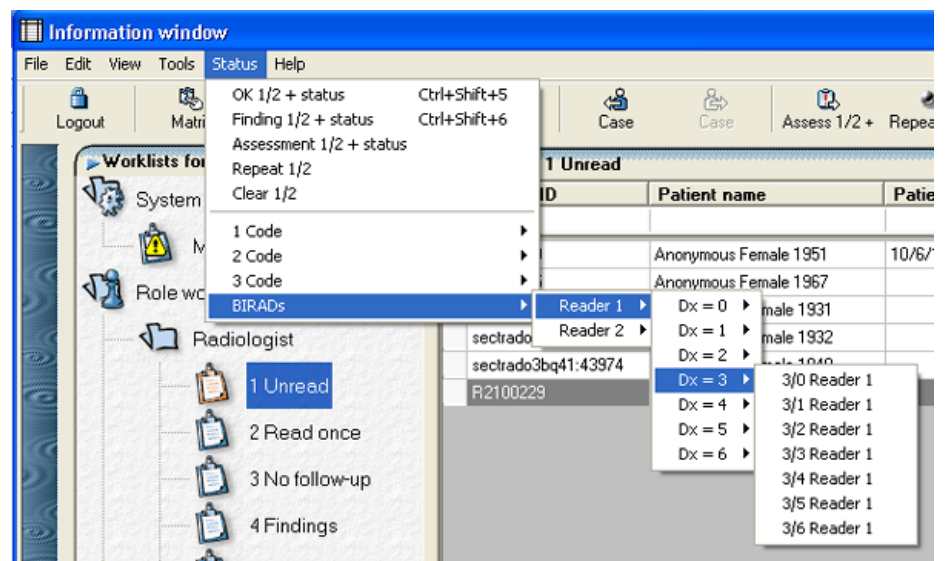 Information window
File Edit View Tools Status Help
Logout
Case
Case
Assess 1/2 +
OK 1/2 + status Ctrl+Shift+5
Finding 1/2 + status Ctrl+Shift+6
Assessment 1/2 + status
Repeat 1/2
Clear 1/2
1 Code
2 Code
3 Code
BIRADs
Reader 1
Reader 2
Dx = 0
Dx = 1
Dx = 2
Dx = 3
Dx = 4
Dx = 5
Dx = 6
3/0 Reader 1
3/1 Reader 1
3/2 Reader 1
3/3 Reader 1
3/4 Reader 1
3/5 Reader 1
3/6 Reader 1
Worklists for
System
Radiologist
1 Unread
2 Read once
3 No follow-up
4 Findings
1 Unread
ID Patient name
Anonymous Female 1951
Anonymous Female 1967
1931
1932
sectrado3bq41:43974
R2100229